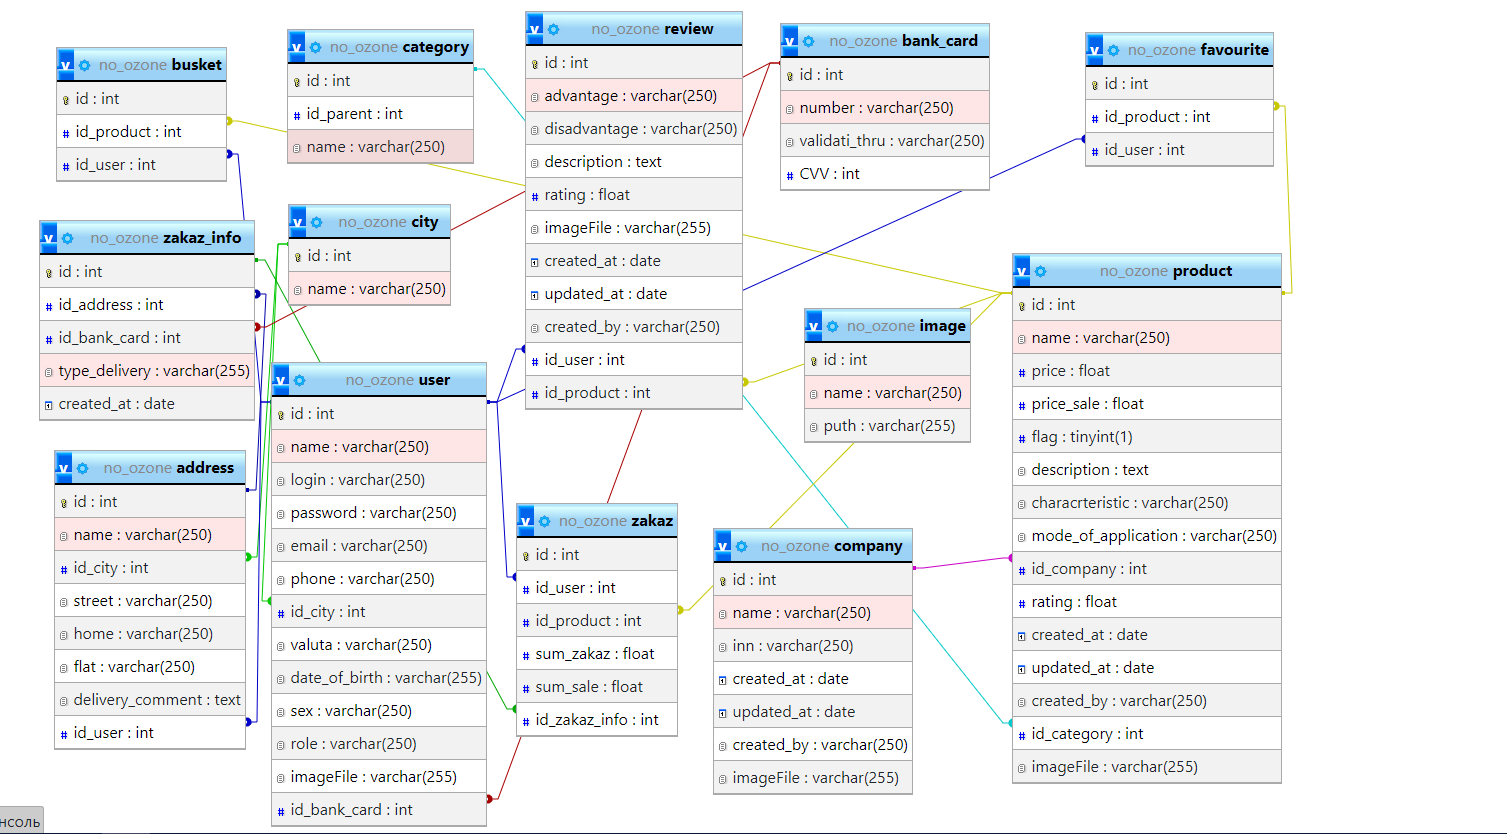 no_ozone busket
id : int
id_product : int
id_user : int
no_ozone category
id : int
id_parent : int
name : varchar(250)
no_ozone review
id : int
advantage : varchar(250)
disadvantage : varchar(250)
description : text
rating : float
imageFile : varchar(255)
created_at : date
updated_at : date
created_by : varchar(250)
id_user : int
id_product : int
no_ozone bank_card
id : int
number : varchar(250)
validati_thru : varchar(250)
CVV : int
no_ozone favourite
id : int
id_product : int
id_user : int
no_ozone zakaz_info
id : int
id_address : int
id_bank_card : int
type_delivery : varchar(255)
created_at : date
no_ozone city
id : int
name : varchar(250)
no_ozone product
id : int
name : varchar(250)
price : float
price_sale : float
flag : tinyint(1)
description : text
characrteristic : varchar(250)
mode_of_application : varchar(250)
id_company : int
rating : float
created_at : date
updated_at : date
created_by : varchar(250)
id_category : int
imageFile : varchar(255)
no_ozone image
id : int
name : varchar(250)
puth : varchar(255)
no_ozone user
id : int
name : varchar(250)
login : varchar(250)
password : varchar(250)
email : varchar(250)
phone : varchar(250)
id_city : int
valuta : varchar(250)
date_of_birth : varchar(255)
sex : varchar(250)
role : varchar(250)
imageFile : varchar(255)
id_bank_card : int
no_ozone address
id : int
name : varchar(250)
id_city : int
street : varchar(250)
home : varchar(250)
flat : varchar(250)
delivery_comment : text
id_user : int
no_ozone zakaz
id : int
id_user : int
id_product : int
sum_zakaz : float
sum_sale : float
id_zakaz_info : int
no_ozone company
id : int
name : varchar(250)
inn : varchar(250)
created_at : date
updated_at : date
created_by : varchar(250)
imageFile : varchar(255)
нсоль